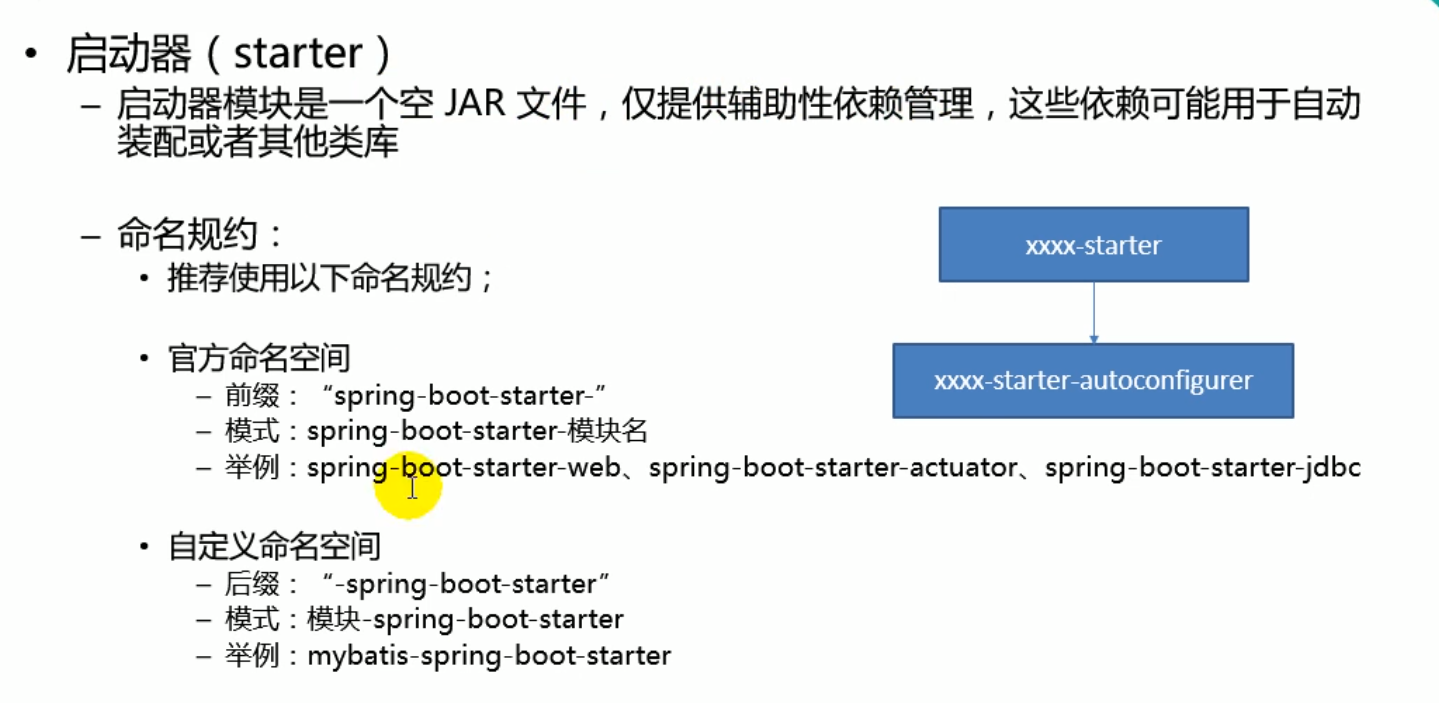 • 启动器（starter）
– 启动器模块是一个空 JAR 文件，仅提供辅助性依赖管理，这些依赖可能用于自动
装配或者其他类库
– 命名规约：
• 推荐使用以下命名规约；
• 官方命名空间
– 前缀：“spring-boot-starter-”
– 模式：spring-boot-starter-模块名
– 举例：spring-boot-starter-web、spring-boot-starter-actuator、spring-boot-starter-jdbc
• 自定义命名空间
– 后缀：“-spring-boot-starter”
– 模式：模块-spring-boot-starter
– 举例：mybatis-spring-boot-starter
xxxx-starter
xxxx-starter-autoconfigurer